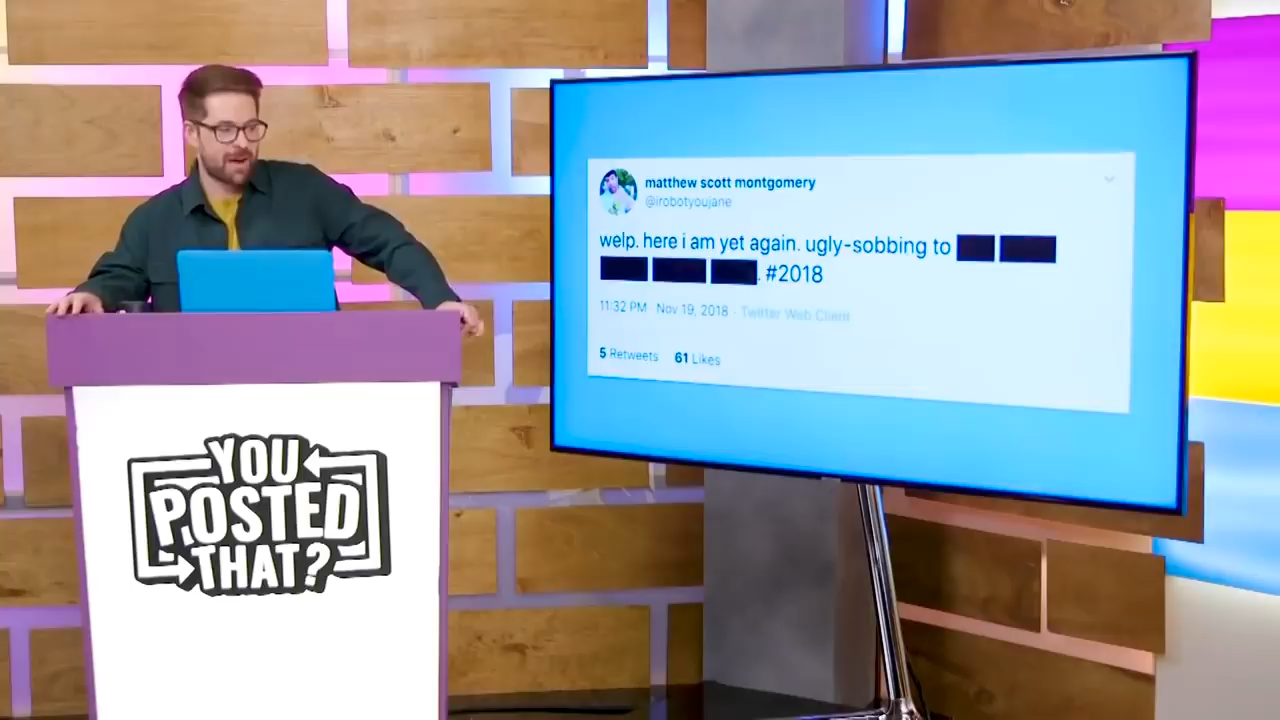 matthew scott montgomery
@irobotyoujane
welp. here i am yet again. ugly-sobbing to
. #2018
11:32 PM Nov 19, 2018 · Twitter Web Client
5 Retweets 61 Likes
YOU
POSTED
THAT?